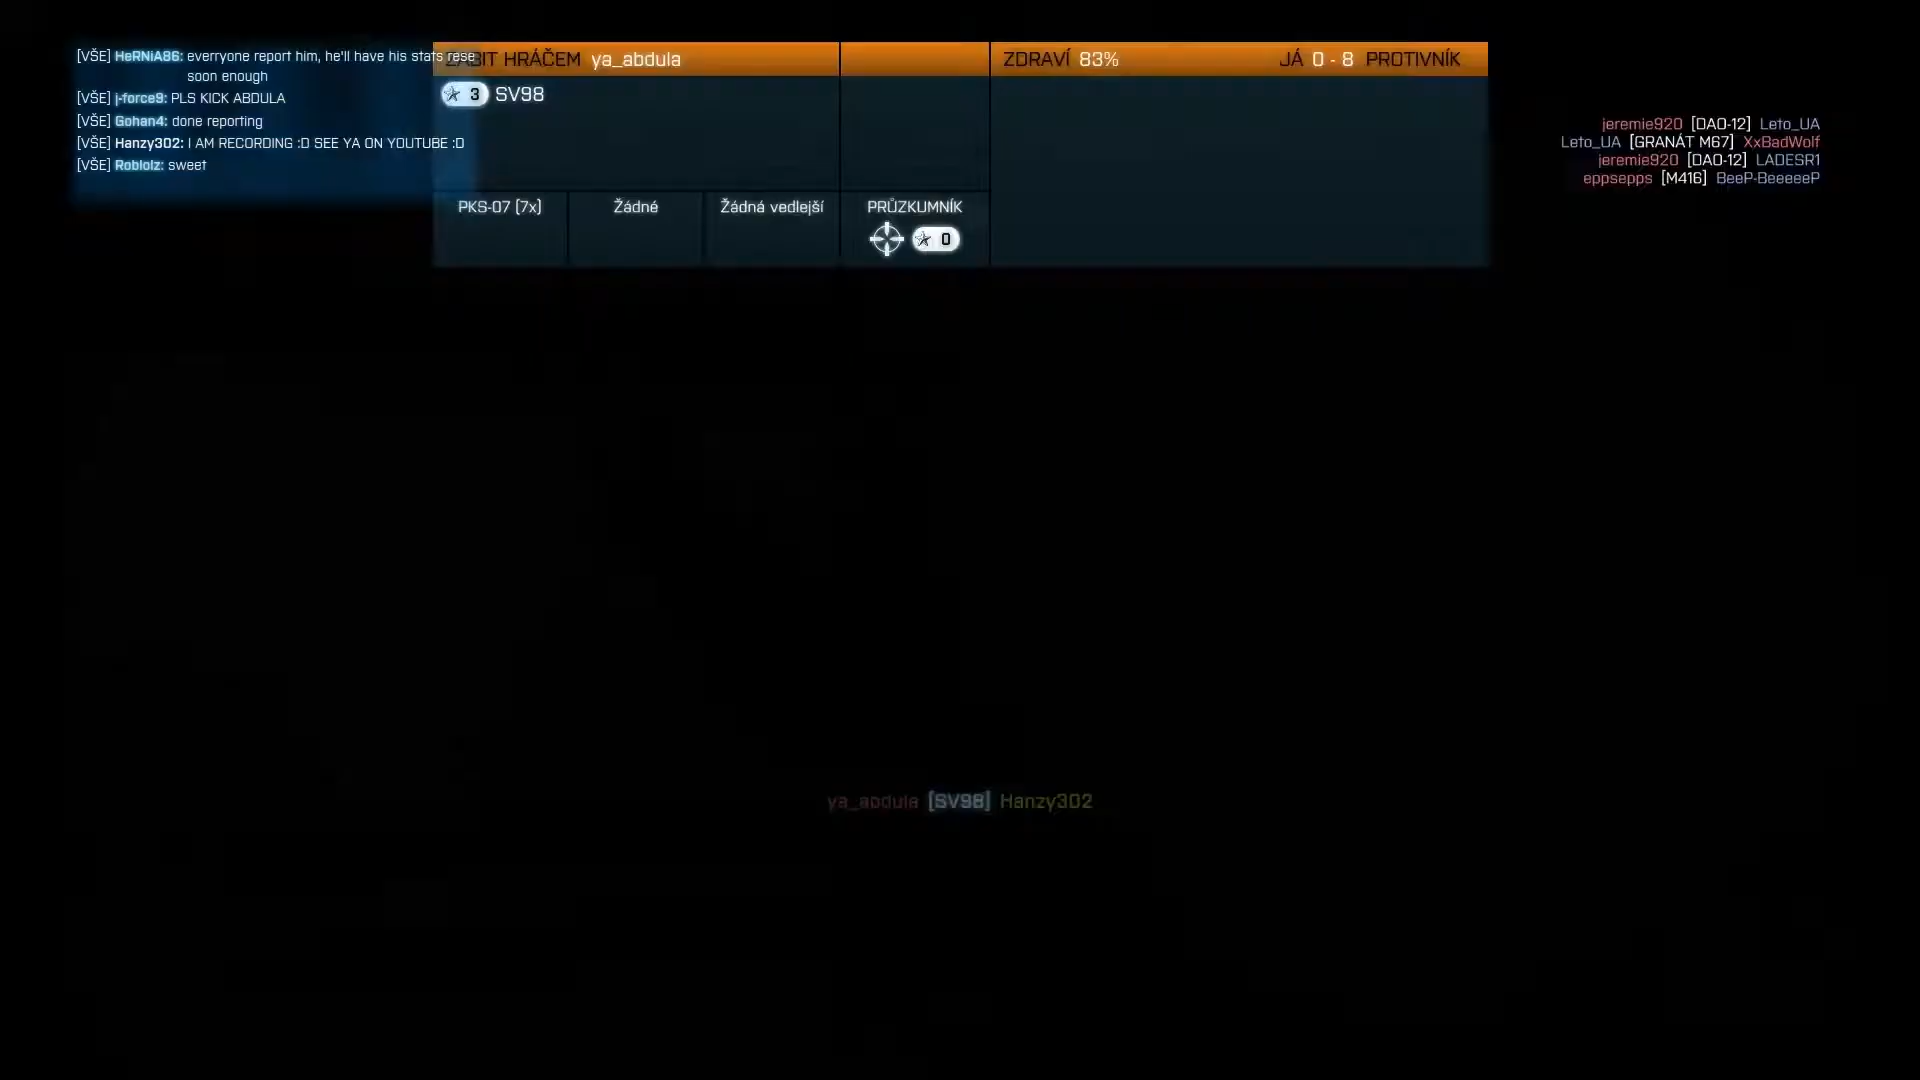 [VŠE] HeRNiA86: everryone report him, he'll have his stats rese
soon enough
[VŠE] j-force9: PLS KICK ABDULA
[VŠE] Gohan4: done reporting
[VŠE] Hanzy302: I AM RECORDING :D SEE YA ON YOUTUBE :D
[VŠE] Roblolz: sweet
ZABIT HRÁČEM ya_abdula
ZDRAVÍ 83%
JÁ 0 - 8 PROTIVNÍK
3 SV98
PKS-07 (7x)
Žádné
Žádná vedlejší
PRŮZKUMNÍK
0
jeremie920 [DAO-12] Leto_UA
Leto_UA [GRANÁT M67] XxBadWolf
jeremie920 [DAO-12] LADESR1
eppsepps [M416] BeeP-BeeeeeP
ya_abdula [SV98] Hanzy302